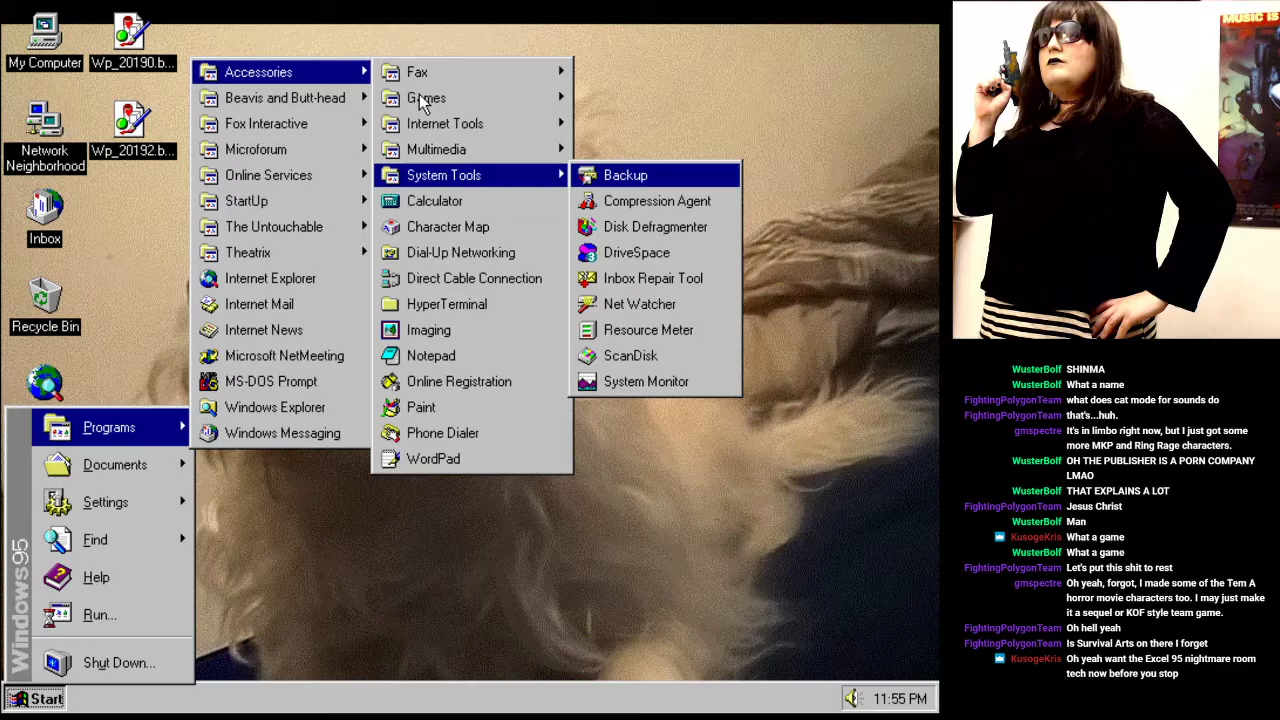 My Computer
Wp_20190.b...
Network
Neighborhood
Wp_20192.b...
Inbox
Recycle Bin
Accessories
Beavis and Butt-head
Fox Interactive
Microforum
Online Services
StartUp
The Untouchable
Theatrix
Internet Explorer
Internet Mail
Internet News
Microsoft NetMeeting
MS-DOS Prompt
Windows Explorer
Windows Messaging
Fax
Games
Internet Tools
Multimedia
System Tools
Calculator
Character Map
Dial-Up Networking
Direct Cable Connection
HyperTerminal
Imaging
Notepad
Online Registration
Paint
Phone Dialer
WordPad
Backup
Compression Agent
Disk Defragmenter
DriveSpace
Inbox Repair Tool
Net Watcher
Resource Meter
ScanDisk
System Monitor
Programs
Documents
Settings
Find
Help
Run...
Shut Down...
Windows95
Start
11:55 PM
MUSIC IS
WusterBolf SHINMA
WusterBolf What a name
FightingPolygonTeam what does cat mode for sounds do
FightingPolygonTeam that's...huh.
gmspectre It's in limbo right now, but I just got some
more MKP and Ring Rage characters.
WusterBolf OH THE PUBLISHER IS A PORN COMPANY
LMAO
WusterBolf THAT EXPLAINS A LOT
FightingPolygonTeam Jesus Christ
WusterBolf Man
KusogeKris What a game
WusterBolf What a game
FightingPolygonTeam Let's put this shit to rest
gmspectre Oh yeah, forgot, I made some of the Tem A
horror movie characters too. I may just make
it a sequel or KOF style team game.
FightingPolygonTeam Oh hell yeah
FightingPolygonTeam Is Survival Arts on there I forget
KusogeKris Oh yeah want the Excel 95 nightmare room
tech now before you stop